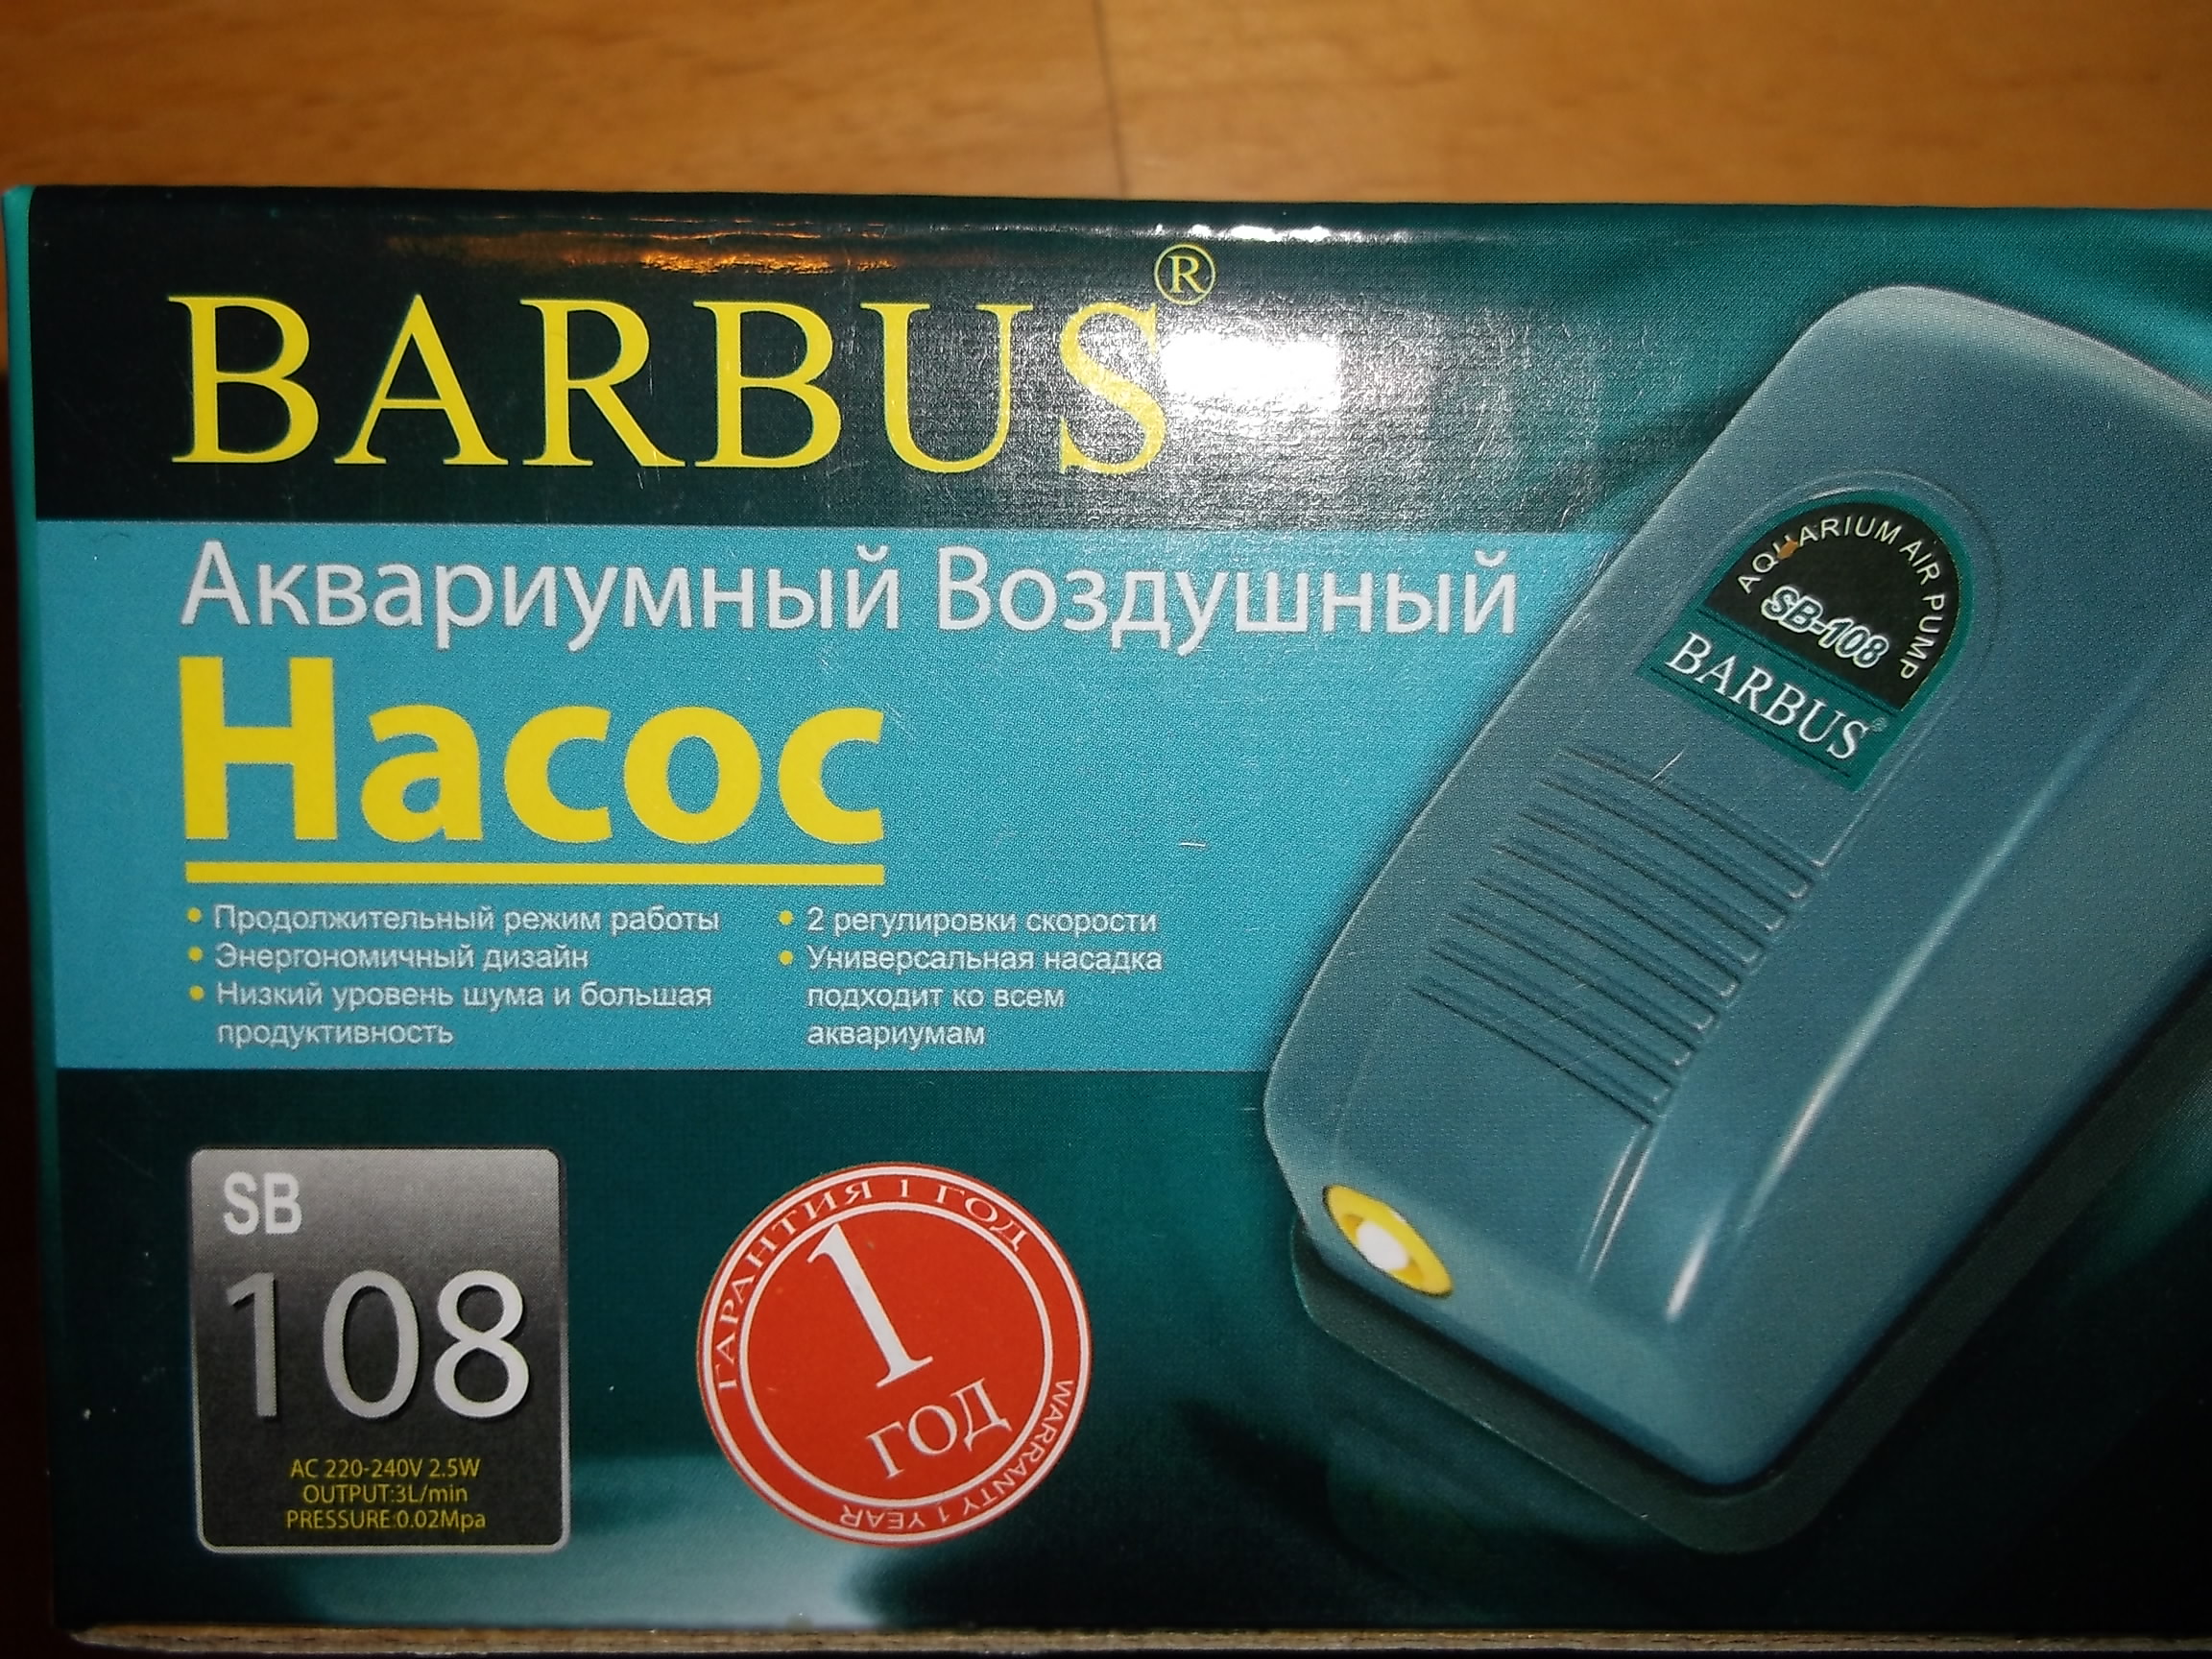 BARBUS®
Аквариумный Воздушный
Насос
Продолжительный режим работы
Энергономичный дизайн
Низкий уровень шума и большая
продуктивность
2 регулировки скорости
Универсальная насадка
подходит ко всем
аквариумам
SB
108
AC 220-240V 2.5W
OUTPUT:3L/min
PRESSURE:0.02Mpa
ГАРАНТИЯ 1 ГОД
1
ГОД
WARRANTY 1 YEAR
AQUARIUM AIR PUMP
SB-108
BARBUS®